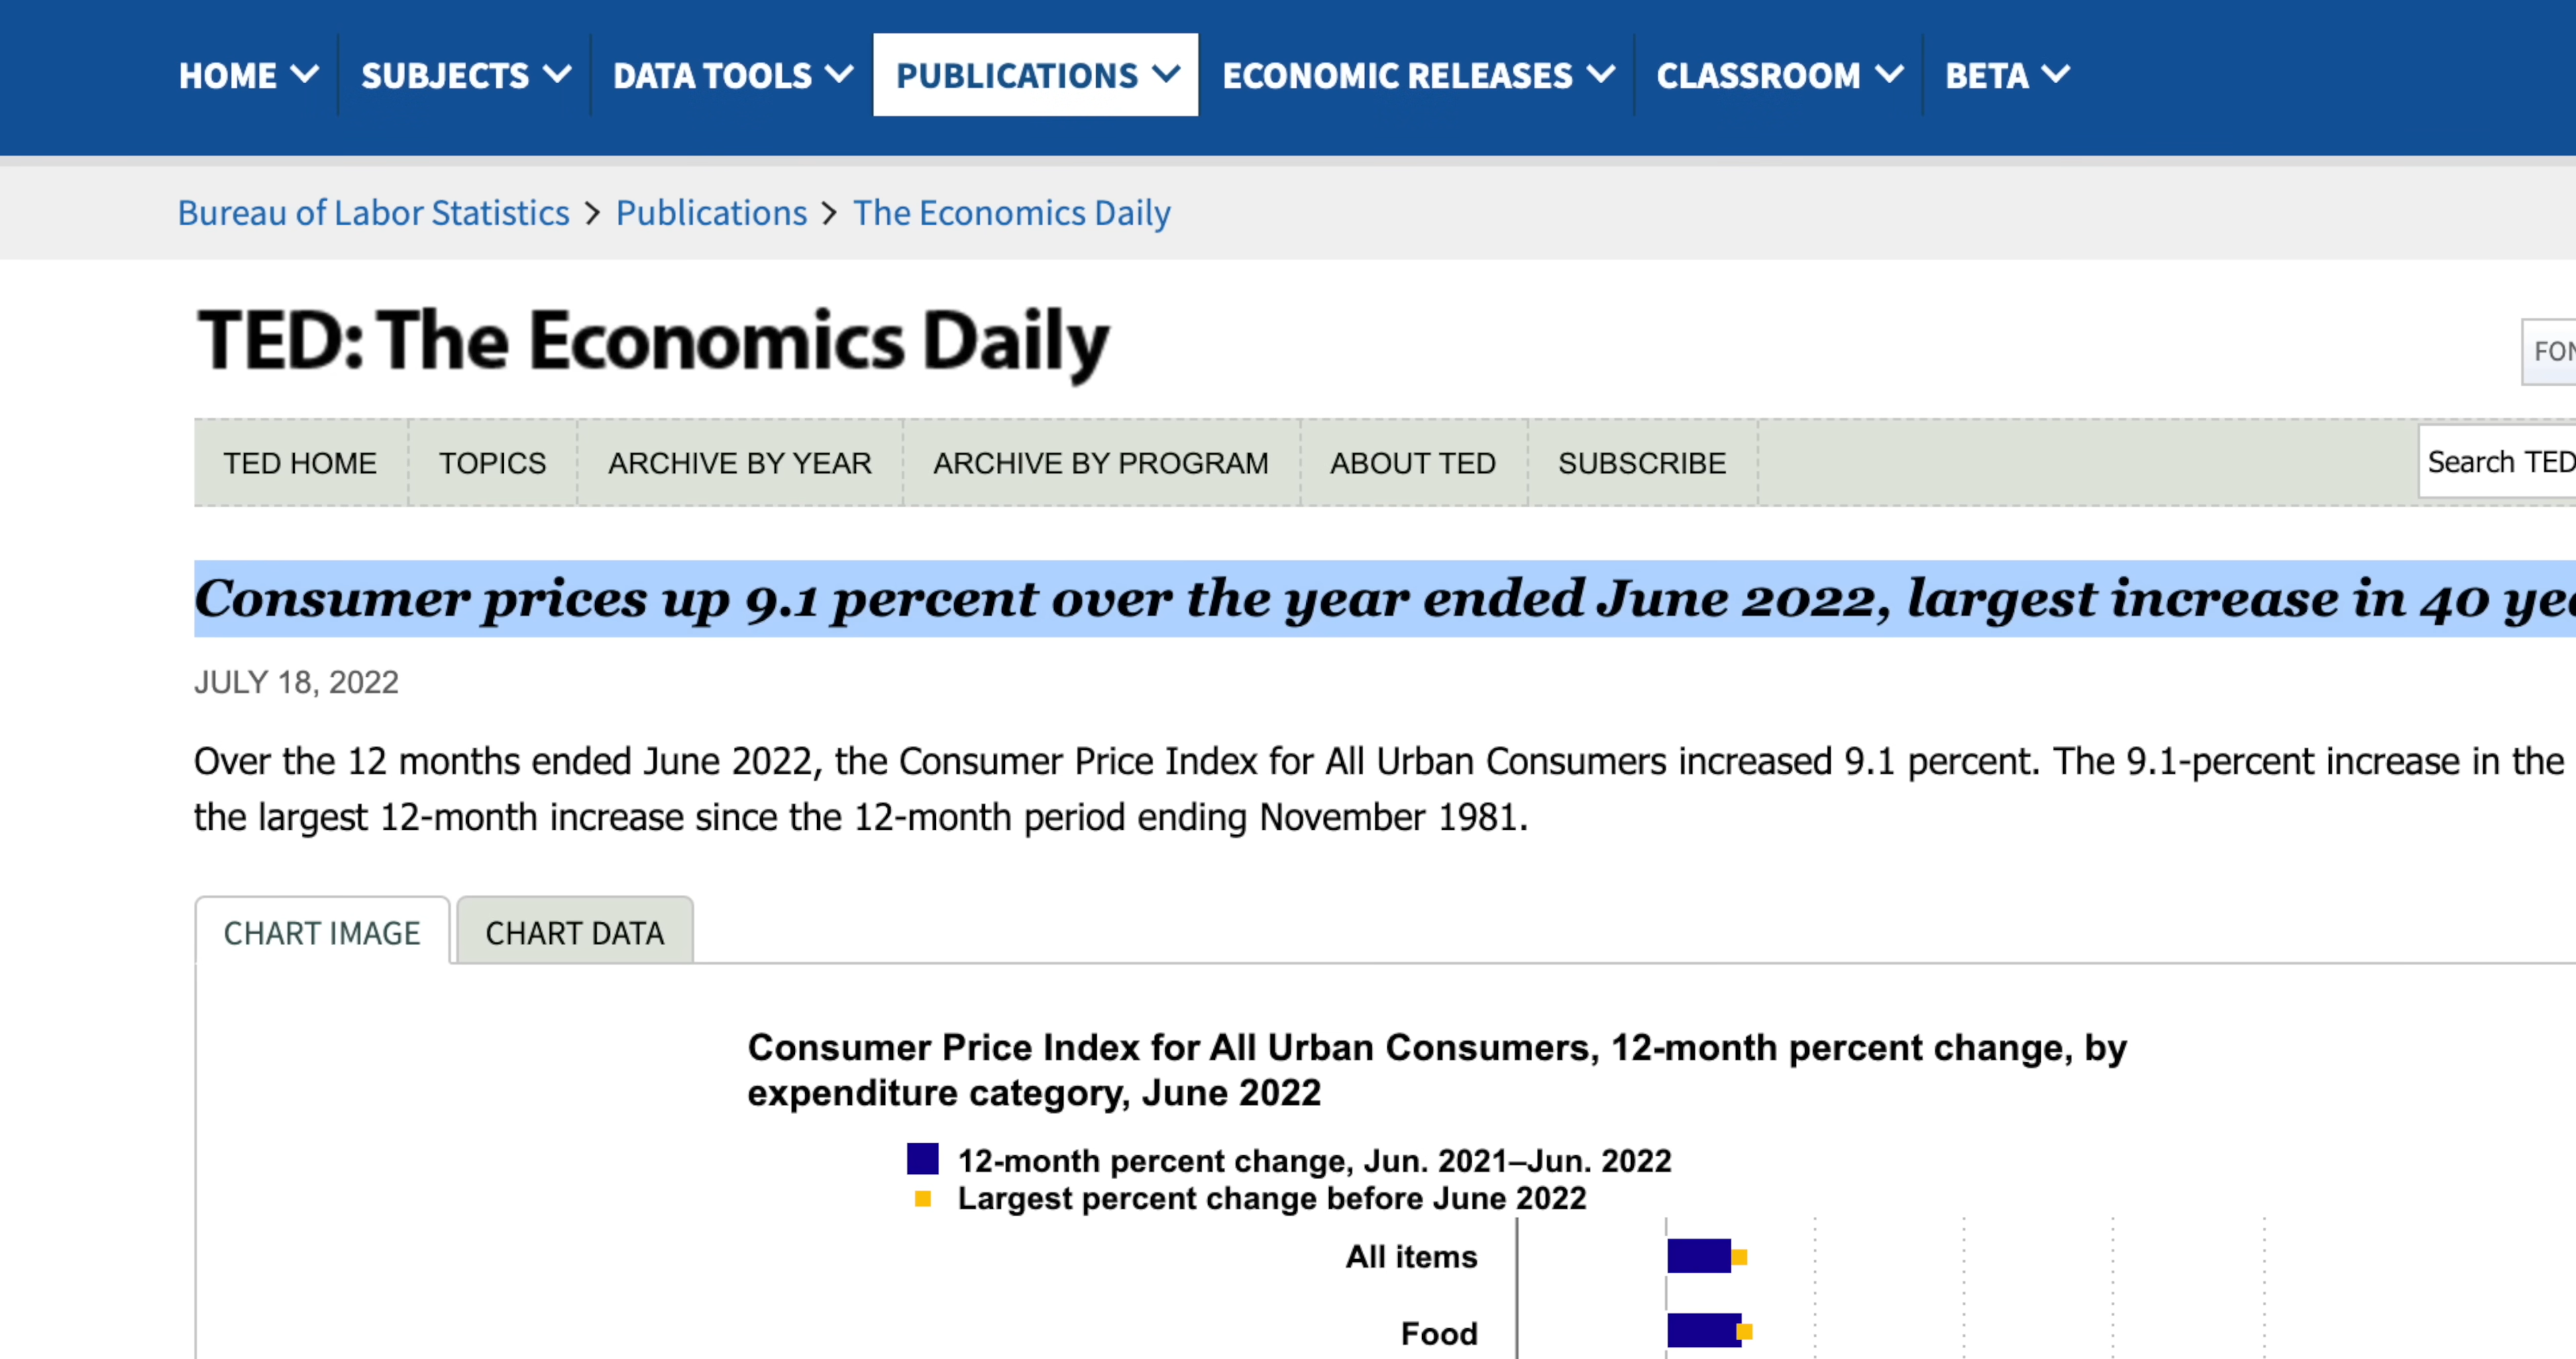 HOME SUBJECTS DATA TOOLS PUBLICATIONS ECONOMIC RELEASES CLASSROOM BETA
Bureau of Labor Statistics > Publications > The Economics Daily
TED: The Economics Daily
TED HOME TOPICS ARCHIVE BY YEAR ARCHIVE BY PROGRAM ABOUT TED SUBSCRIBE Search TED
Consumer prices up 9.1 percent over the year ended June 2022, largest increase in 40
JULY 18, 2022
Over the 12 months ended June 2022, the Consumer Price Index for All Urban Consumers increased 9.1 percent. The 9.1-percent increase in the
the largest 12-month increase since the 12-month period ending November 1981.
CHART IMAGE CHART DATA
Consumer Price Index for All Urban Consumers, 12-month percent change, by
expenditure category, June 2022
12-month percent change, Jun. 2021–Jun. 2022
Largest percent change before June 2022
All items
Food